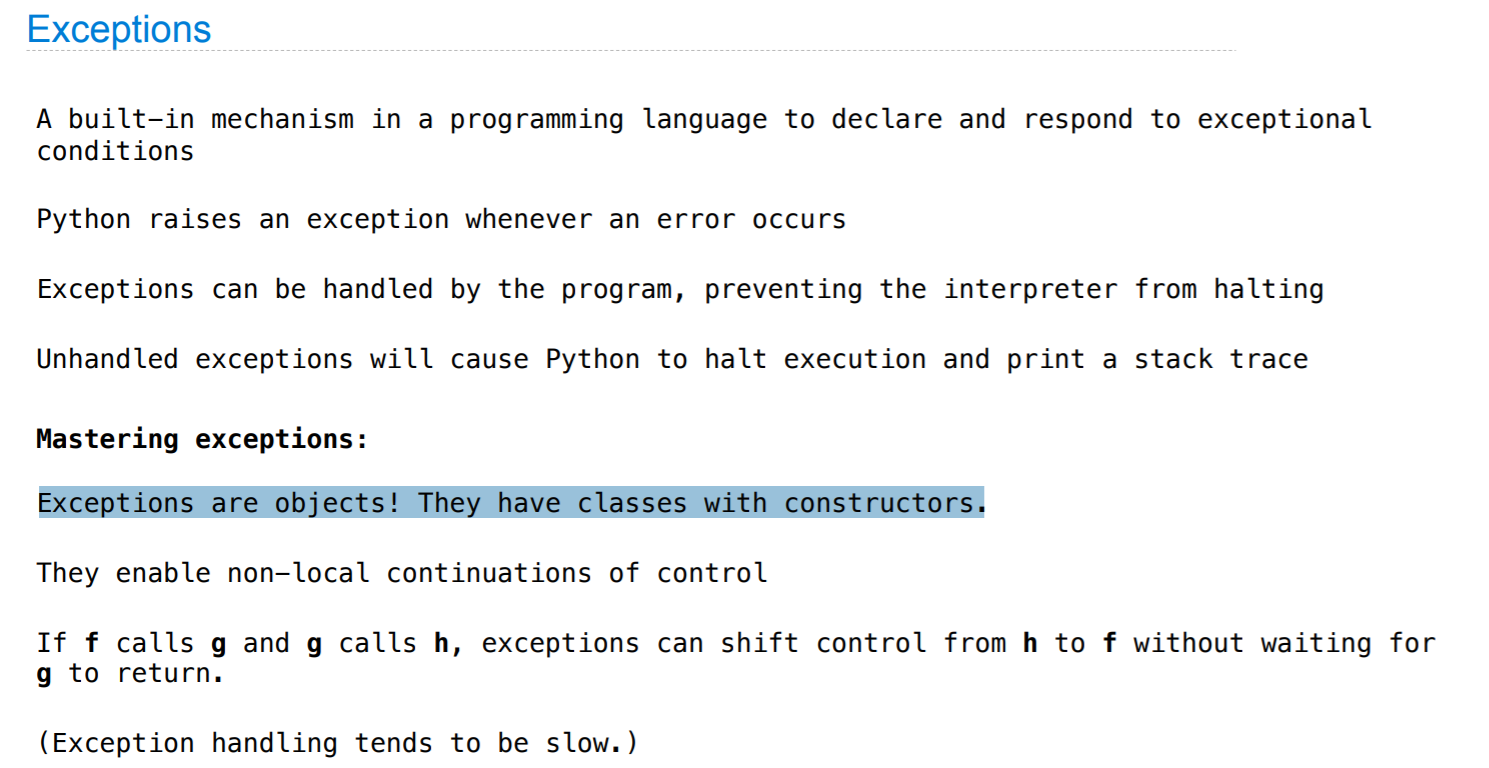 Exceptions
A built-in mechanism in a programming language to declare and respond to exceptional
conditions
Python raises an exception whenever an error occurs
Exceptions can be handled by the program, preventing the interpreter from halting
Unhandled exceptions will cause Python to halt execution and print a stack trace
Mastering exceptions:
Exceptions are objects! They have classes with constructors.
They enable non-local continuations of control
If f calls g and g calls h, exceptions can shift control from h to f without waiting for
g to return.
(Exception handling tends to be slow.)